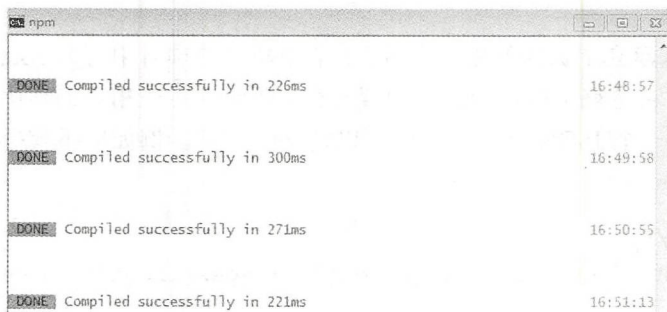 npm
DONE Compiled successfully in 226ms 16:48:57
DONE Compiled successfully in 300ms 16:49:58
DONE Compiled successfully in 271ms 16:50:55
DONE Compiled successfully in 221ms 16:51:13